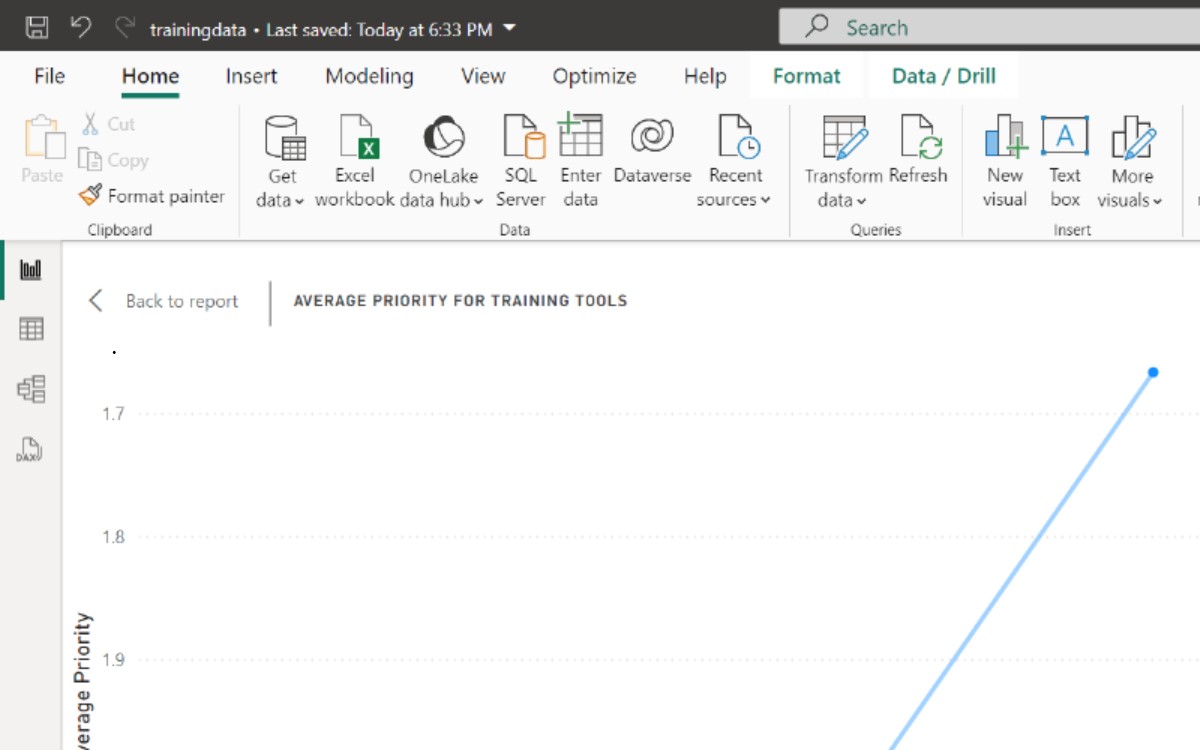 trainingdata • Last saved: Today at 6:33 PM
Search
File Home Insert Modeling View Optimize Help Format Data / Drill
Paste
Cut
Copy
Format painter
Clipboard
Get data
Excel workbook
OneLake data hub
SQL Server
Enter data
Dataverse
Recent sources
Data
Transform data
Refresh
Queries
New visual
Text box
More visuals
Insert
DAX
Back to report
AVERAGE PRIORITY FOR TRAINING TOOLS
1.7
1.8
1.9
verage Priority